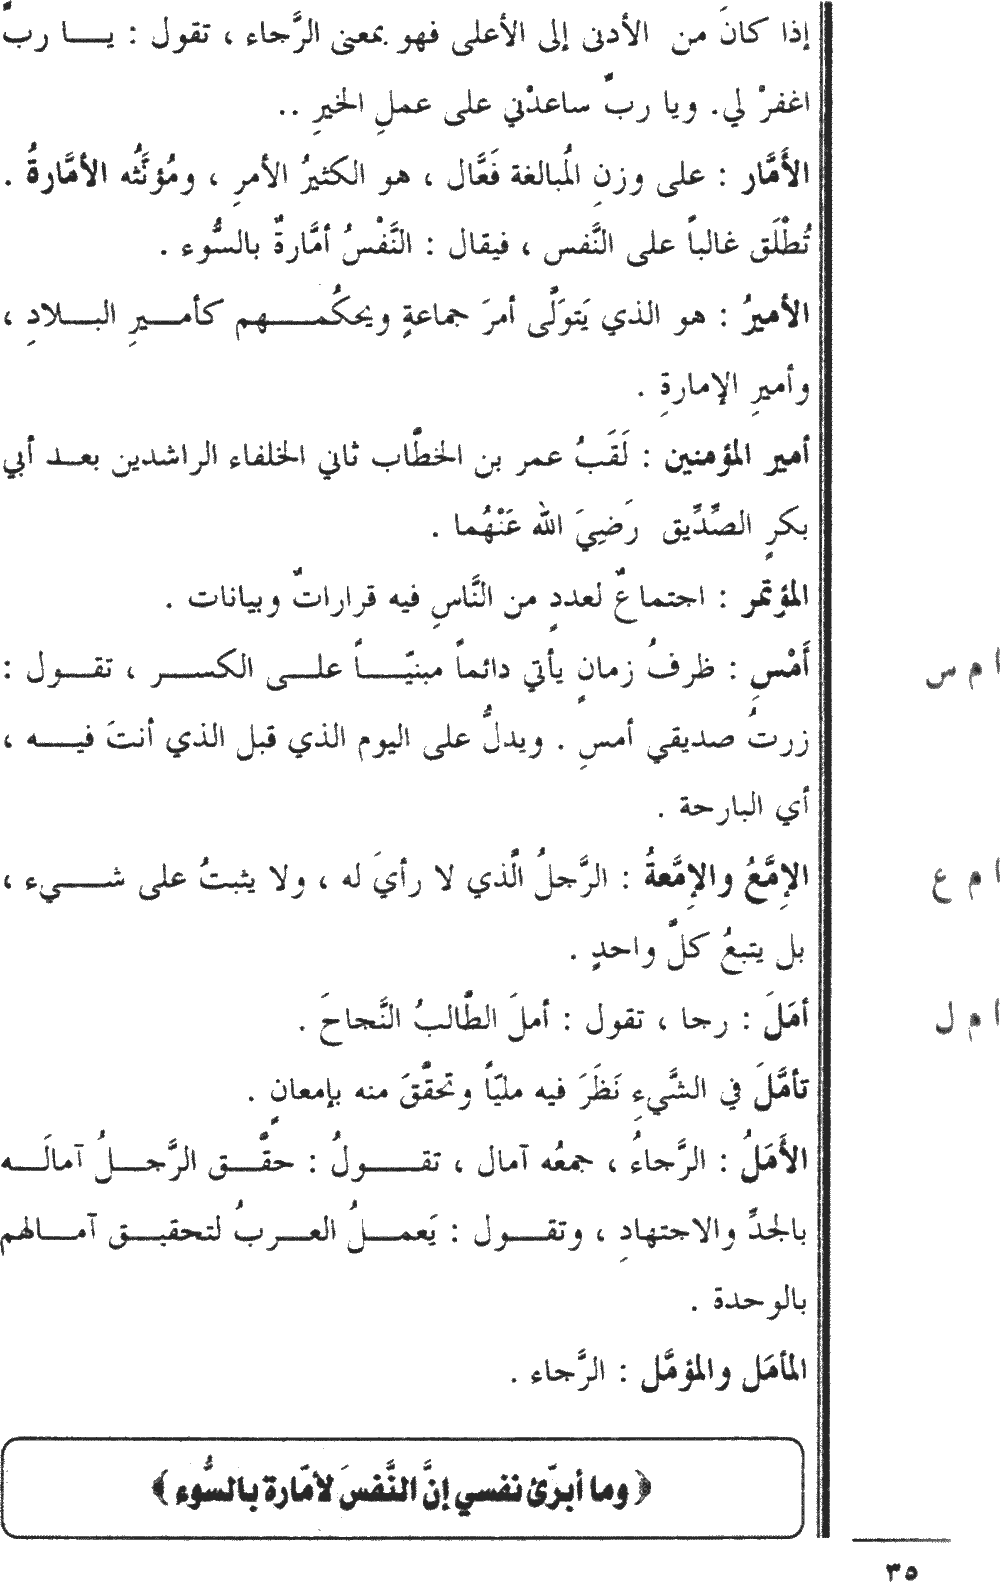 إذا كانَ من الأدنى إلى الأعلى فهو بمعنى الرَّجاء ، تقول : يا ربِّ
اغفرْ لي. ويا ربِّ ساعدْني على عملِ الخيرِ ..
الأَمَّار : على وزنِ المُبالغة فَعَّال ، هو الكثيرُ الأمرِ ، ومُؤنَّثُه الأمَّارةُ .
تُطْلَق غالباً على النَّفس ، فيقال : النَّفْسُ أمَّارةٌ بالسُّوء .
الأميرُ : هو الذي يَتولَّى أمرَ جماعةٍ ويحكُمهم كأميرِ البلادِ ،
وأميرِ الإمارةِ .
أمير المؤمنين : لَقَبُ عمر بن الخطَّاب ثاني الخلفاء الراشدين بعد أبي
بكرٍ الصِّدِّيق رَضِيَ الله عَنْهُما .
المؤتمر : اجتماعٌ لعددٍ من النَّاسِ فيه قراراتٌ وبيانات .
ا م س أَمْسِ : ظرفُ زمانٍ يأتي دائماً مبنيّاً على الكسر ، تقول :
زرتُ صديقي أمسِ . ويدلُّ على اليوم الذي قبل الذي أنتَ فيه ،
أي البارحة .
ا م ع الإِمَّعُ والإِمَّعةُ : الرَّجلُ الَّذي لا رأيَ له ، ولا يثبتُ على شيء ،
بل يتبعُ كلَّ واحدٍ .
ا م ل أمَلَ : رجا ، تقول : أملَ الطَّالبُ النَّجاحَ .
تأمَّلَ في الشَّيءِ نَظَرَ فيه مليّاً وتحقَّقَ منه بإمعانٍ .
الأَمَلُ : الرَّجاءُ ، جمعُه آمال ، تقولُ : حقَّق الرَّجلُ آمالَه
بالجدِّ والاجتهادِ ، وتقول : يَعملُ العربُ لتحقيق آمالهم
بالوحدة .
المأمَل والمؤمَّل : الرَّجاء .
﴿ وما أبرّئ نفسي إنَّ النَّفسَ لأمّارة بالسُّوء ﴾
٣٥